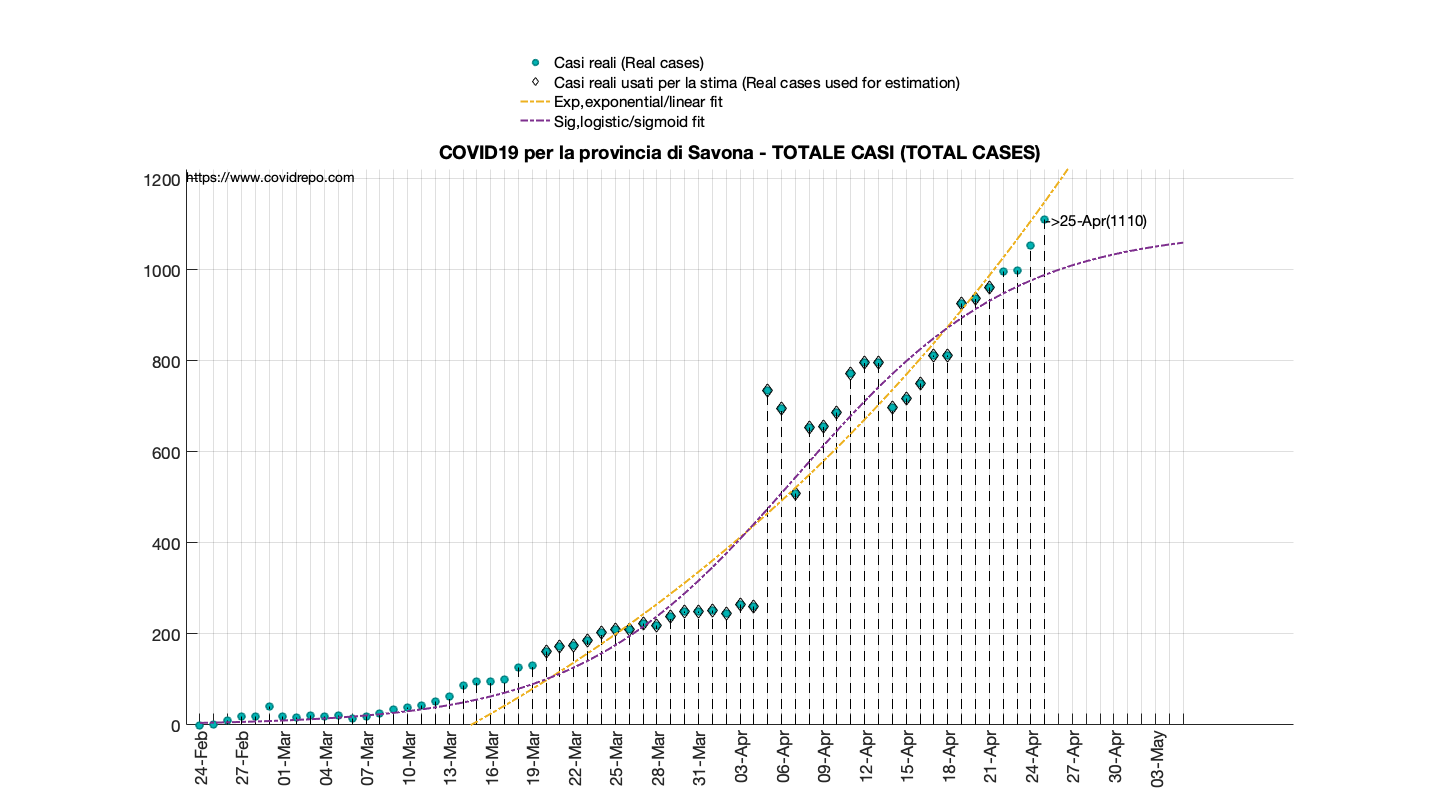 Casi reali (Real cases)
Casi reali usati per la stima (Real cases used for estimation)
Exp,exponential/linear fit
Sig,logistic/sigmoid fit
COVID19 per la provincia di Savona - TOTALE CASI (TOTAL CASES)
https://www.covidrepo.com
1200
1000
800
600
400
200
0
->25-Apr(1110)
24-Feb
27-Feb
01-Mar
04-Mar
07-Mar
10-Mar
13-Mar
16-Mar
19-Mar
22-Mar
25-Mar
28-Mar
31-Mar
03-Apr
06-Apr
09-Apr
12-Apr
15-Apr
18-Apr
21-Apr
24-Apr
27-Apr
30-Apr
03-May